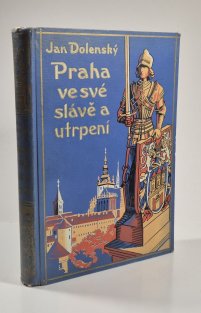 Jan Dolenský
Praha
ve své
slávě a
utrpení